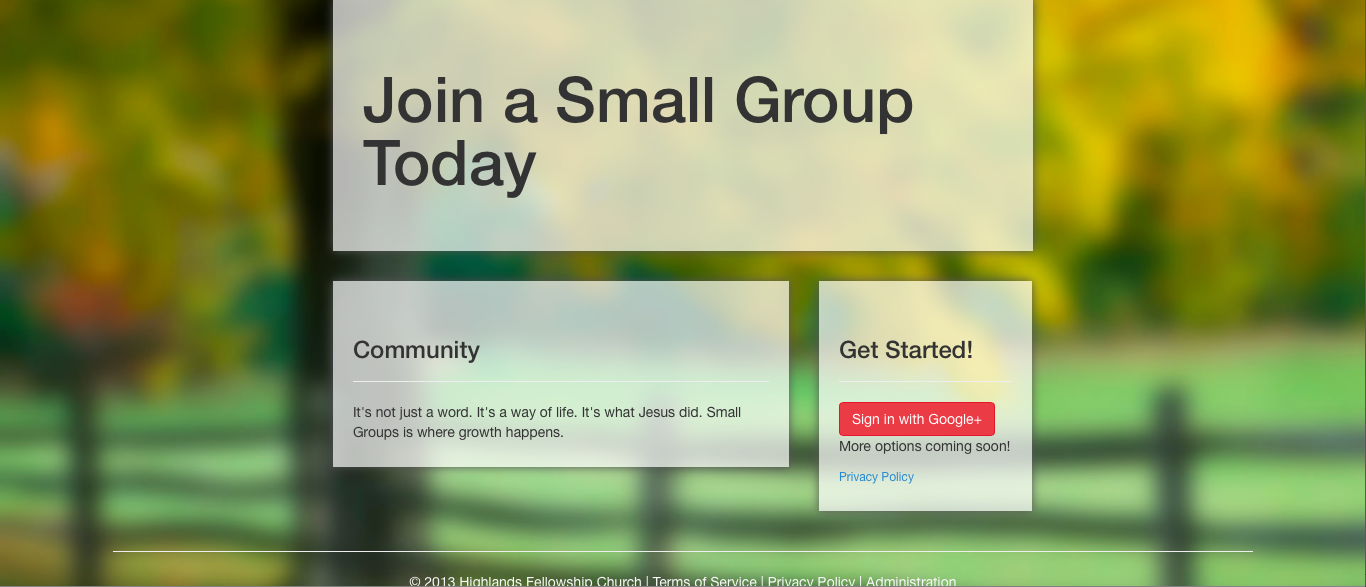 Join a Small Group
Today
Community
It's not just a word. It's a way of life. It's what Jesus did. Small
Groups is where growth happens.
Get Started!
Sign in with Google+
More options coming soon!
Privacy Policy
© 2013 Highlands Fellowship Church | Terms of Service | Privacy Policy | Administration